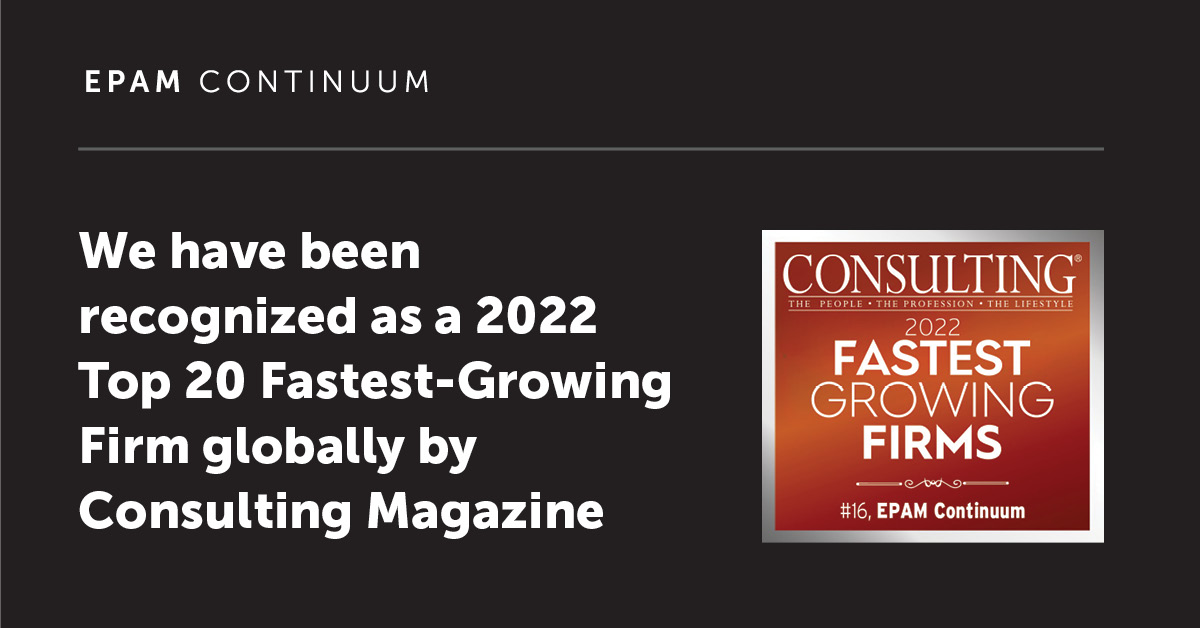 EPAM CONTINUUM
We have been
recognized as a 2022
Top 20 Fastest-Growing
Firm globally by
Consulting Magazine
CONSULTING®
THE PEOPLE • THE PROFESSION • THE LIFESTYLE
2022
FASTEST
GROWING
FIRMS
#16, EPAM Continuum